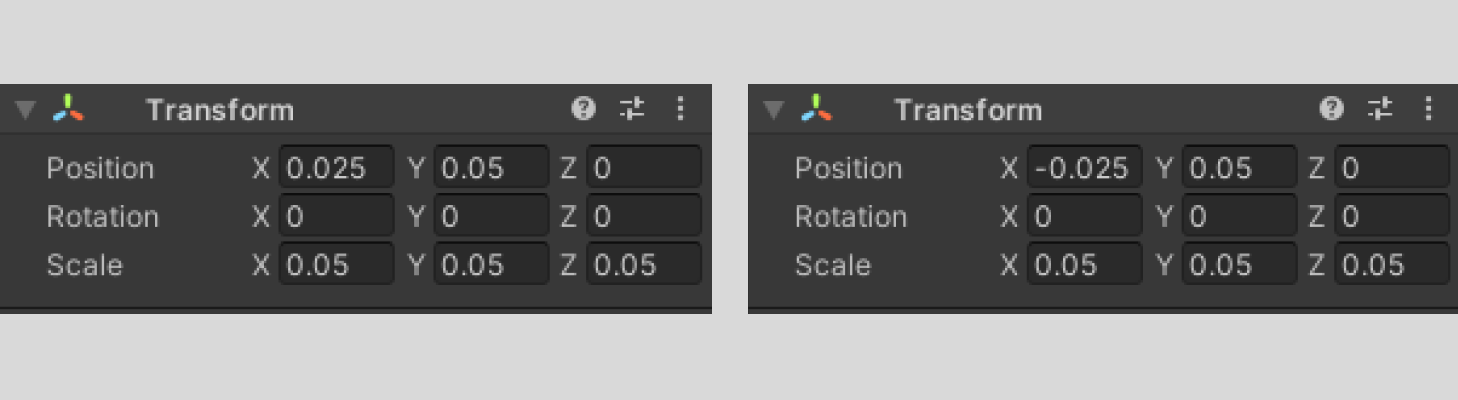 Transform
Position X 0.025 Y 0.05 Z 0
Rotation X 0 Y 0 Z 0
Scale X 0.05 Y 0.05 Z 0.05
Transform
Position X -0.025 Y 0.05 Z 0
Rotation X 0 Y 0 Z 0
Scale X 0.05 Y 0.05 Z 0.05